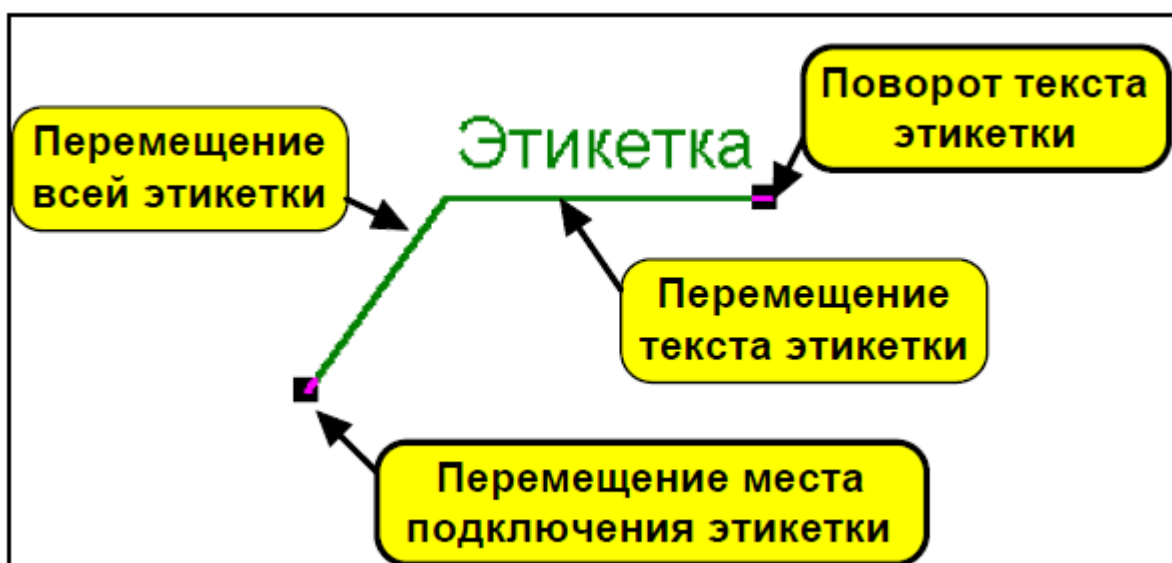 Поворот текста
этикетки
Перемещение
всей этикетки
Этикетка
Перемещение
текста этикетки
Перемещение места
подключения этикетки